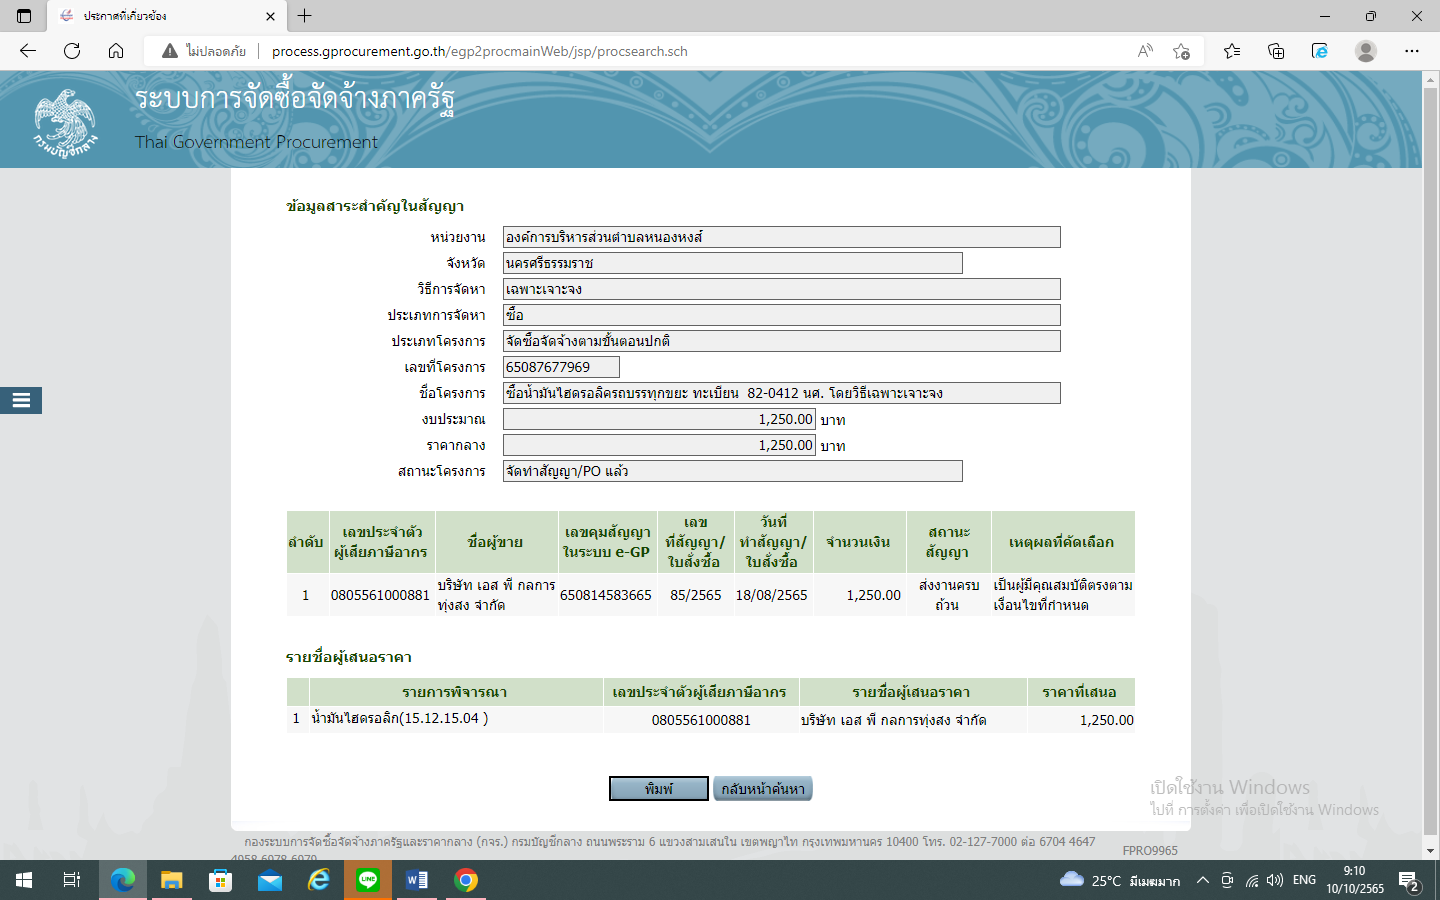 ประกาศที่เกี่ยวข้อง
ไม่ปลอดภัย
process.gprocurement.go.th/egp2procmainWeb/jsp/procsearch.sch
ระบบการจัดซื้อจัดจ้างภาครัฐ
Thai Government Procurement
กรมบัญชีกลาง
ข้อมูลสาระสำคัญในสัญญา
หน่วยงาน องค์การบริหารส่วนตำบลหนองหงส์
จังหวัด นครศรีธรรมราช
วิธีการจัดหา เฉพาะเจาะจง
ประเภทการจัดหา ซื้อ
ประเภทโครงการ จัดซื้อจัดจ้างตามขั้นตอนปกติ
เลขที่โครงการ 65087677969
ชื่อโครงการ ซื้อน้ำมันไฮดรอลิครถบรรทุกขยะ ทะเบียน 82-0412 นศ. โดยวิธีเฉพาะเจาะจง
งบประมาณ 1,250.00 บาท
ราคากลาง 1,250.00 บาท
สถานะโครงการ จัดทำสัญญา/PO แล้ว
ลำดับ เลขประจำตัวผู้เสียภาษีอากร ชื่อผู้ขาย เลขคุมสัญญาในระบบ e-GP เลขที่สัญญา/ใบสั่งซื้อ วันที่ทำสัญญา/ใบสั่งซื้อ จำนวนเงิน สถานะสัญญา เหตุผลที่คัดเลือก
1 0805561000881 บริษัท เอส พี กลการทุ่งสง จำกัด 650814583665 85/2565 18/08/2565 1,250.00 ส่งงานครบถ้วน เป็นผู้มีคุณสมบัติตรงตามเงื่อนไขที่กำหนด
รายชื่อผู้เสนอราคา
รายการพิจารณา เลขประจำตัวผู้เสียภาษีอากร รายชื่อผู้เสนอราคา ราคาที่เสนอ
1 น้ำมันไฮดรอลิก(15.12.15.04 ) 0805561000881 บริษัท เอส พี กลการทุ่งสง จำกัด 1,250.00
พิมพ์ กลับหน้าค้นหา
เปิดใช้งาน Windows
ไปที่ การตั้งค่า เพื่อเปิดใช้งาน Windows
กองระบบการจัดซื้อจัดจ้างภาครัฐและราคากลาง (กจร.) กรมบัญชีกลาง ถนนพระราม 6 แขวงสามเสนใน เขตพญาไท กรุงเทพมหานคร 10400 โทร. 02-127-7000 ต่อ 6704 4647
4958 6978 6979
FPRO9965
LINE
25°C มีเมฆมาก
ENG
9:10
10/10/2565
2